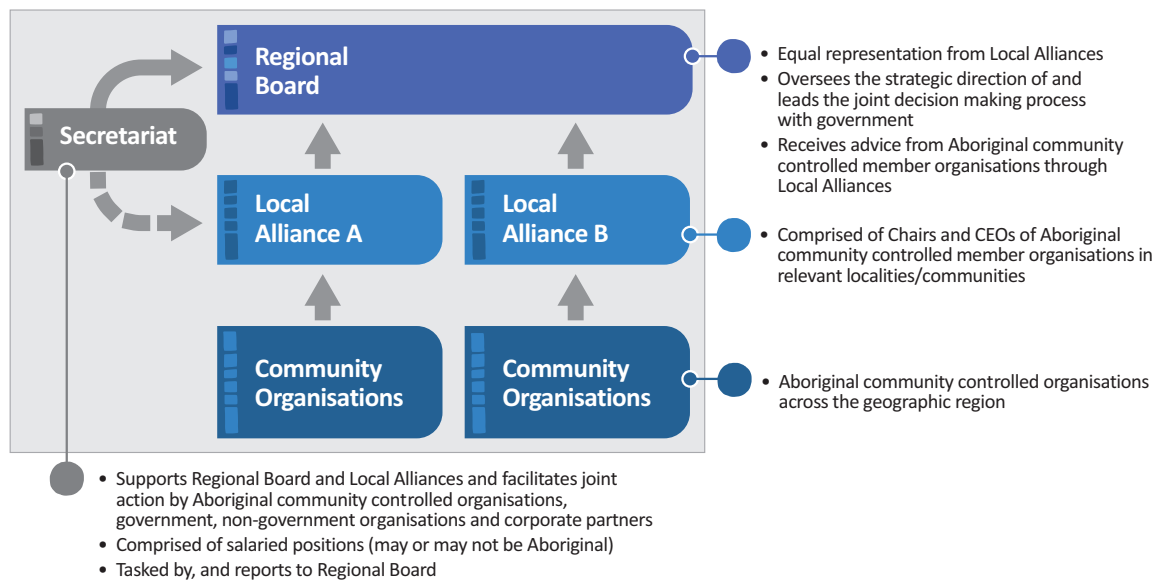 Regional
Board
Secretariat
Local
Alliance A
Local
Alliance B
Community
Organisations
Community
Organisations
• Equal representation from Local Alliances
• Oversees the strategic direction of and
leads the joint decision making process
with government
• Receives advice from Aboriginal community
controlled member organisations through
Local Alliances
• Comprised of Chairs and CEOs of Aboriginal
community controlled member organisations in
relevant localities/communities
• Aboriginal community controlled organisations
across the geographic region
• Supports Regional Board and Local Alliances and facilitates joint
action by Aboriginal community controlled organisations,
government, non-government organisations and corporate partners
• Comprised of salaried positions (may or may not be Aboriginal)
• Tasked by, and reports to Regional Board